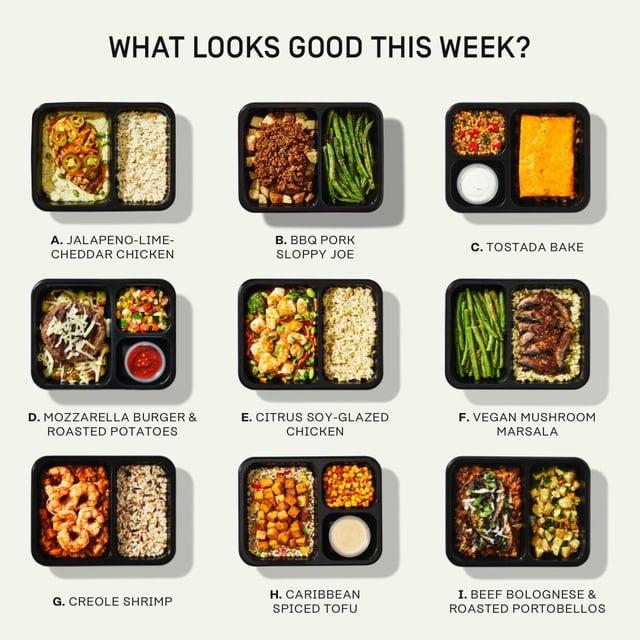 WHAT LOOKS GOOD THIS WEEK?
A. JALAPENO-LIME-
CHEDDAR CHICKEN
B. BBQ PORK
SLOPPY JOE
C. TOSTADA BAKE
D. MOZZARELLA BURGER &
ROASTED POTATOES
E. CITRUS SOY-GLAZED
CHICKEN
F. VEGAN MUSHROOM
MARSALA
G. CREOLE SHRIMP
H. CARIBBEAN
SPICED TOFU
I. BEEF BOLOGNESE &
ROASTED PORTOBELLOS